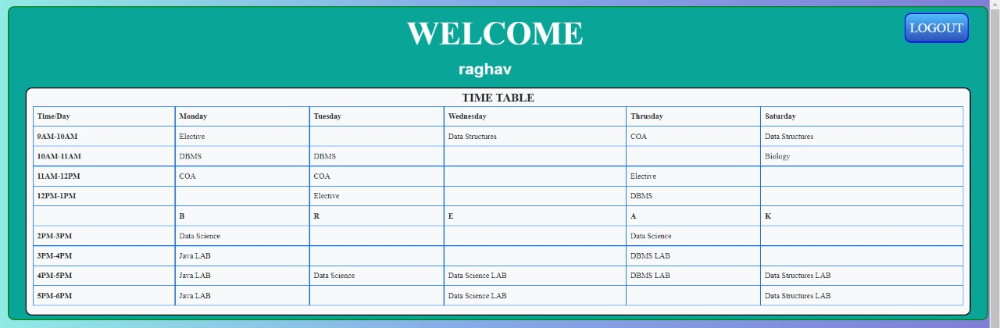 WELCOME
LOGOUT
raghav
TIME TABLE
Time/Day Monday Tuesday Wednesday Thrusday Saturday
9AM-10AM Elective Data Structures COA Data Structures
10AM-11AM DBMS DBMS Biology
11AM-12PM COA COA Elective
12PM-1PM Elective DBMS
B R E A K
2PM-3PM Data Science Data Science
3PM-4PM Java LAB DBMS LAB
4PM-5PM Java LAB Data Science Data Science LAB DBMS LAB Data Structures LAB
5PM-6PM Java LAB Data Science LAB Data Structures LAB